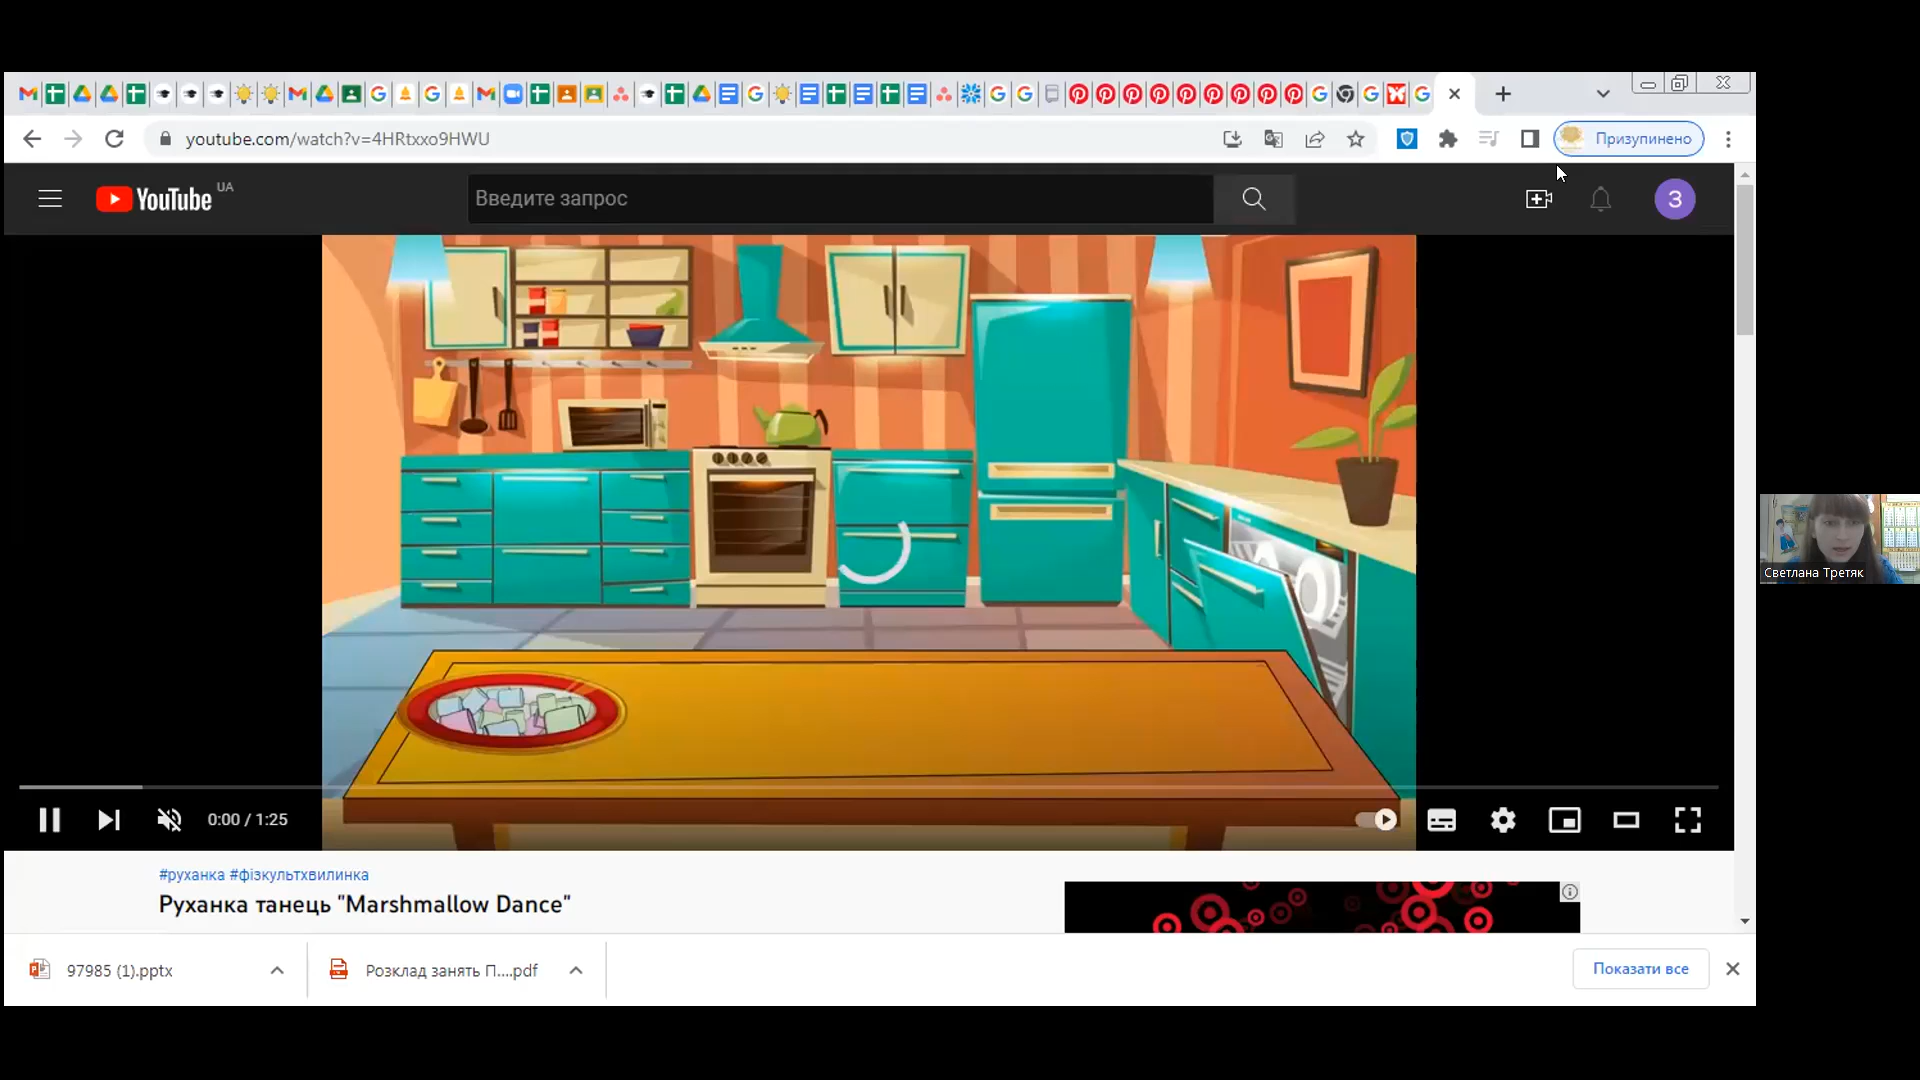 youtube.com/watch?v=4HRtxxo9HWU
Призупинено
YouTube UA
Введите запрос
З
0:00 / 1:25
#руханка #фізкультхвилинка
Руханка танець "Marshmallow Dance"
97985 (1).pptx
Розклад занять П....pdf
Показати все
Светлана Третяк